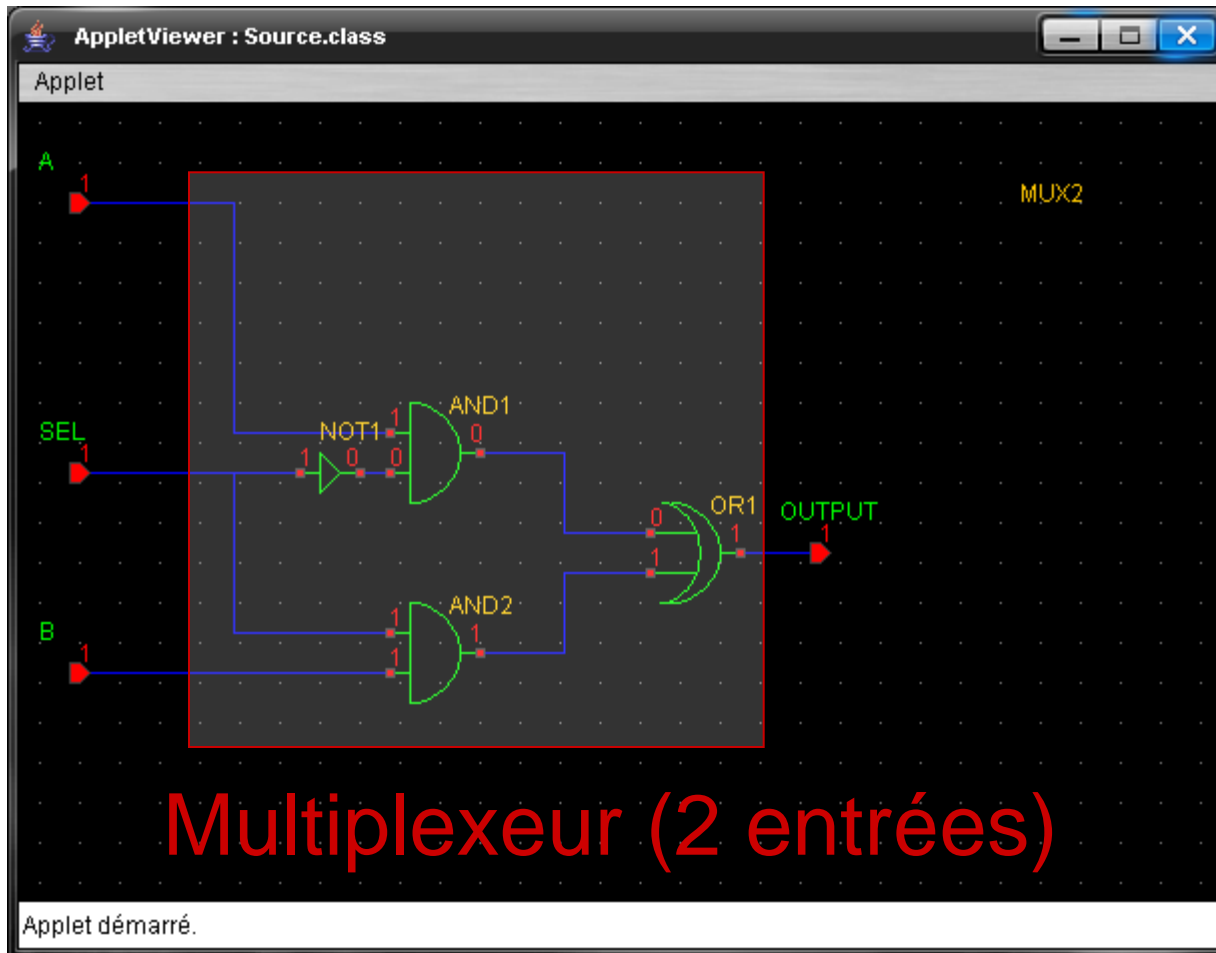 AppletViewer : Source.class
Applet
A
1
MUX2
SEL
1
NOT1
1
0
1
0
AND1
0
B
1
AND2
1
1
1
OR1
0
1
1
OUTPUT
1
Multiplexeur (2 entrées)
Applet démarré.